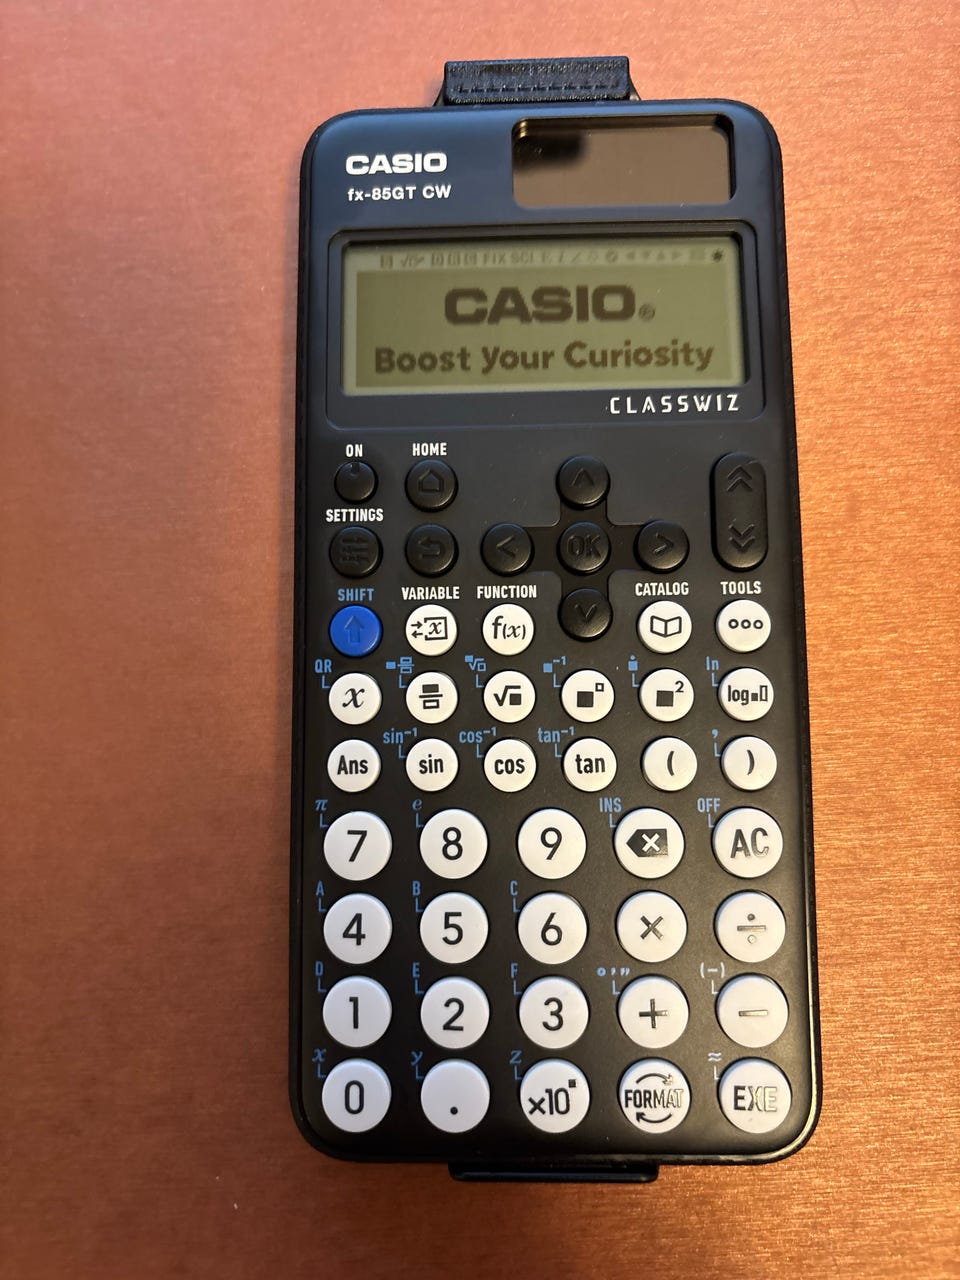 CASIO
fx-85GT CW
FIX SCI E
CASIO®
Boost Your Curiosity
CLASSWIZ
ON HOME
SETTINGS
OK
SHIFT VARIABLE FUNCTION CATALOG TOOLS
x f(x)
QR √ -1 ln
x √ 2 log
sin⁻¹ cos⁻¹ tan⁻¹ ,
Ans sin cos tan ( )
π e INS OFF
7 8 9 AC
A B C
4 5 6 × ÷
D E F ° ′ ″ (−)
1 2 3 + −
x y z ≈
0 . ×10 FORMAT EXE